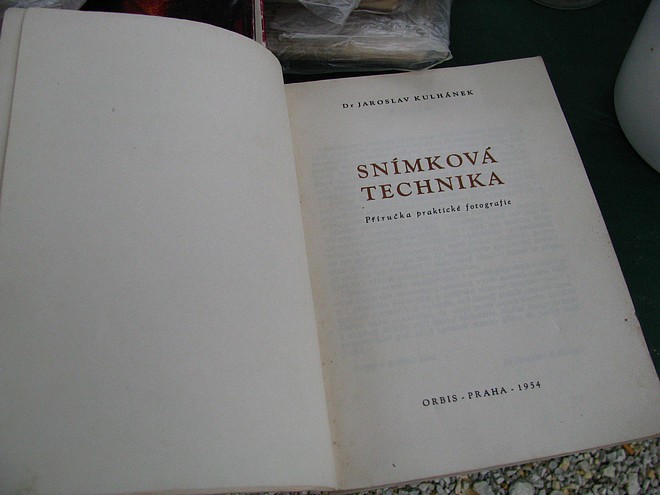 Dr JAROSLAV KULHÁNEK
SNÍMKOVÁ
TECHNIKA
Příručka praktické fotografie
ORBIS - PRAHA - 1954